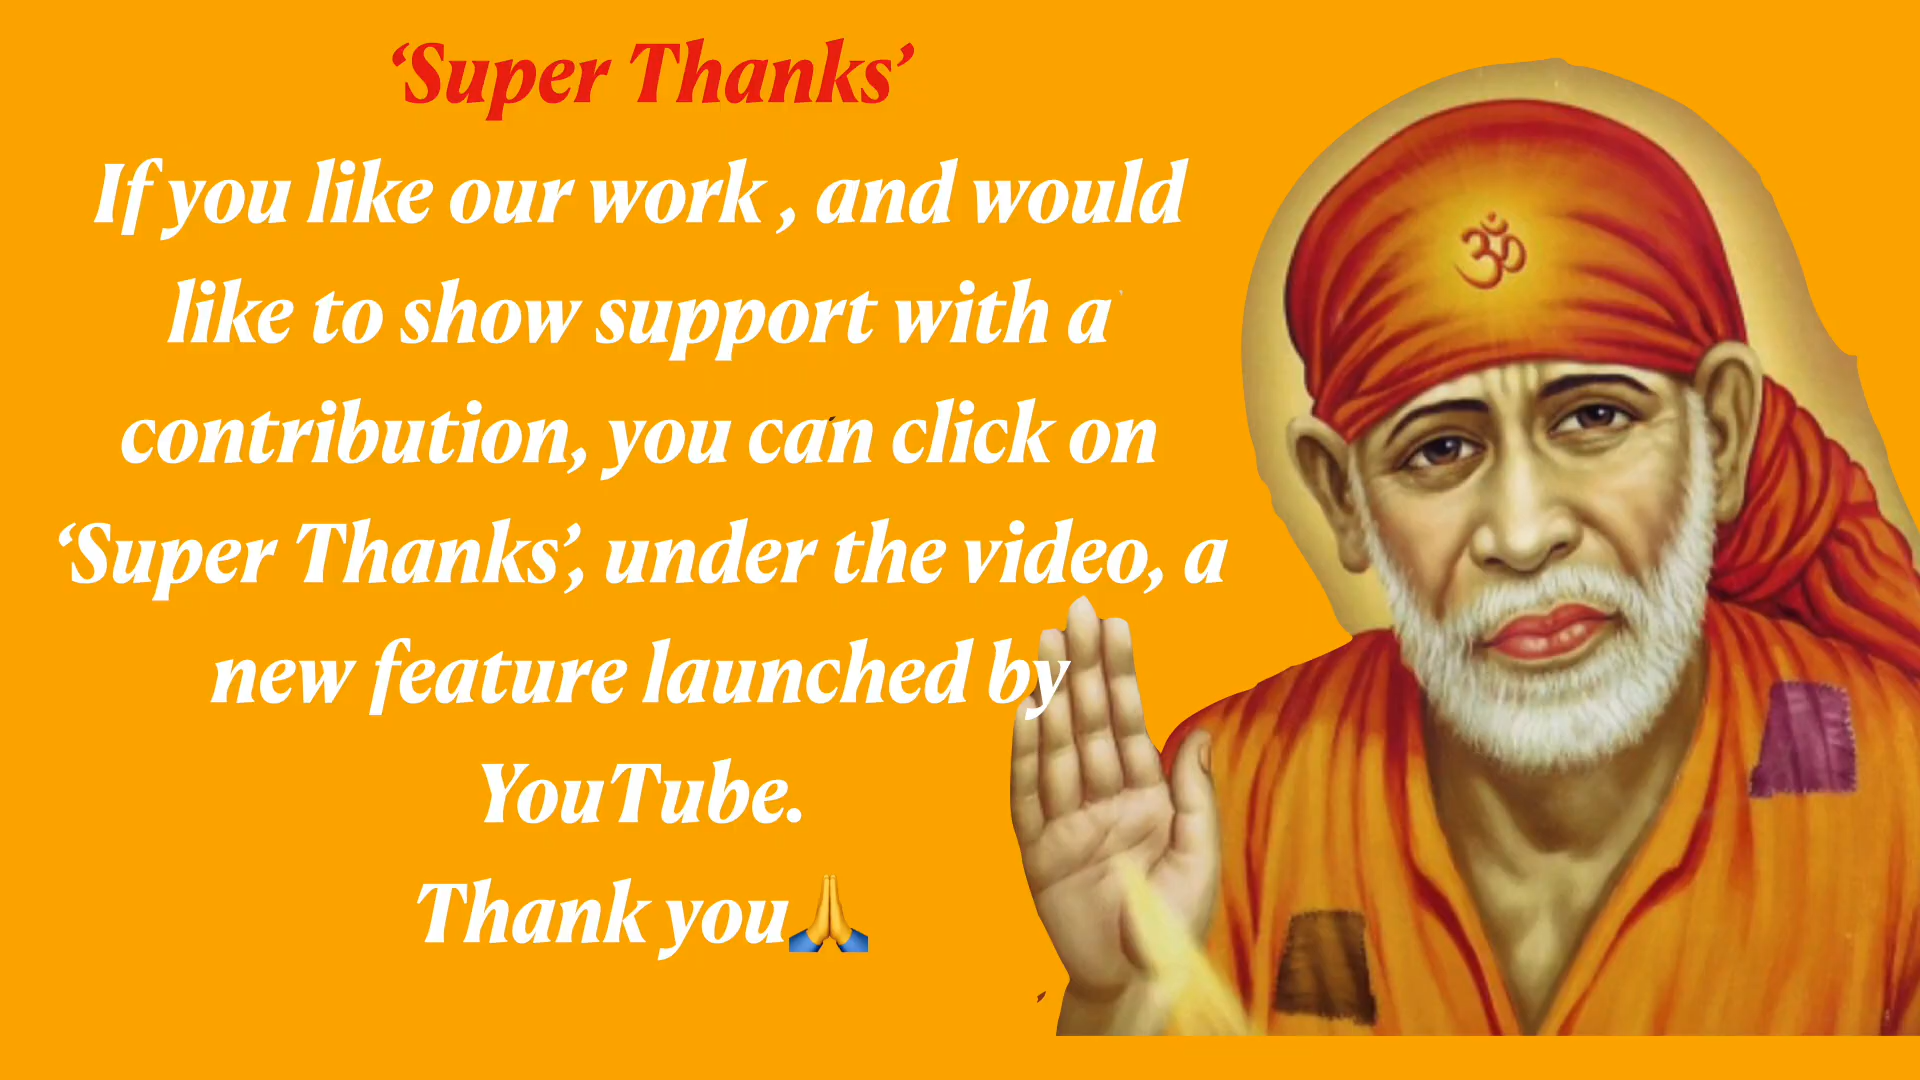 ‘Super Thanks’
If you like our work , and would
like to show support with a
contribution, you can click on
‘Super Thanks’, under the video, a
new feature launched by
YouTube.
Thank you🙏
ॐ